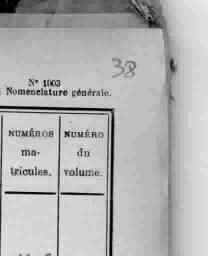 38
N° 1003
Nomenclature générale.
NUMÉROS
ma-
tricules.
NUMÉRO
du
volume.